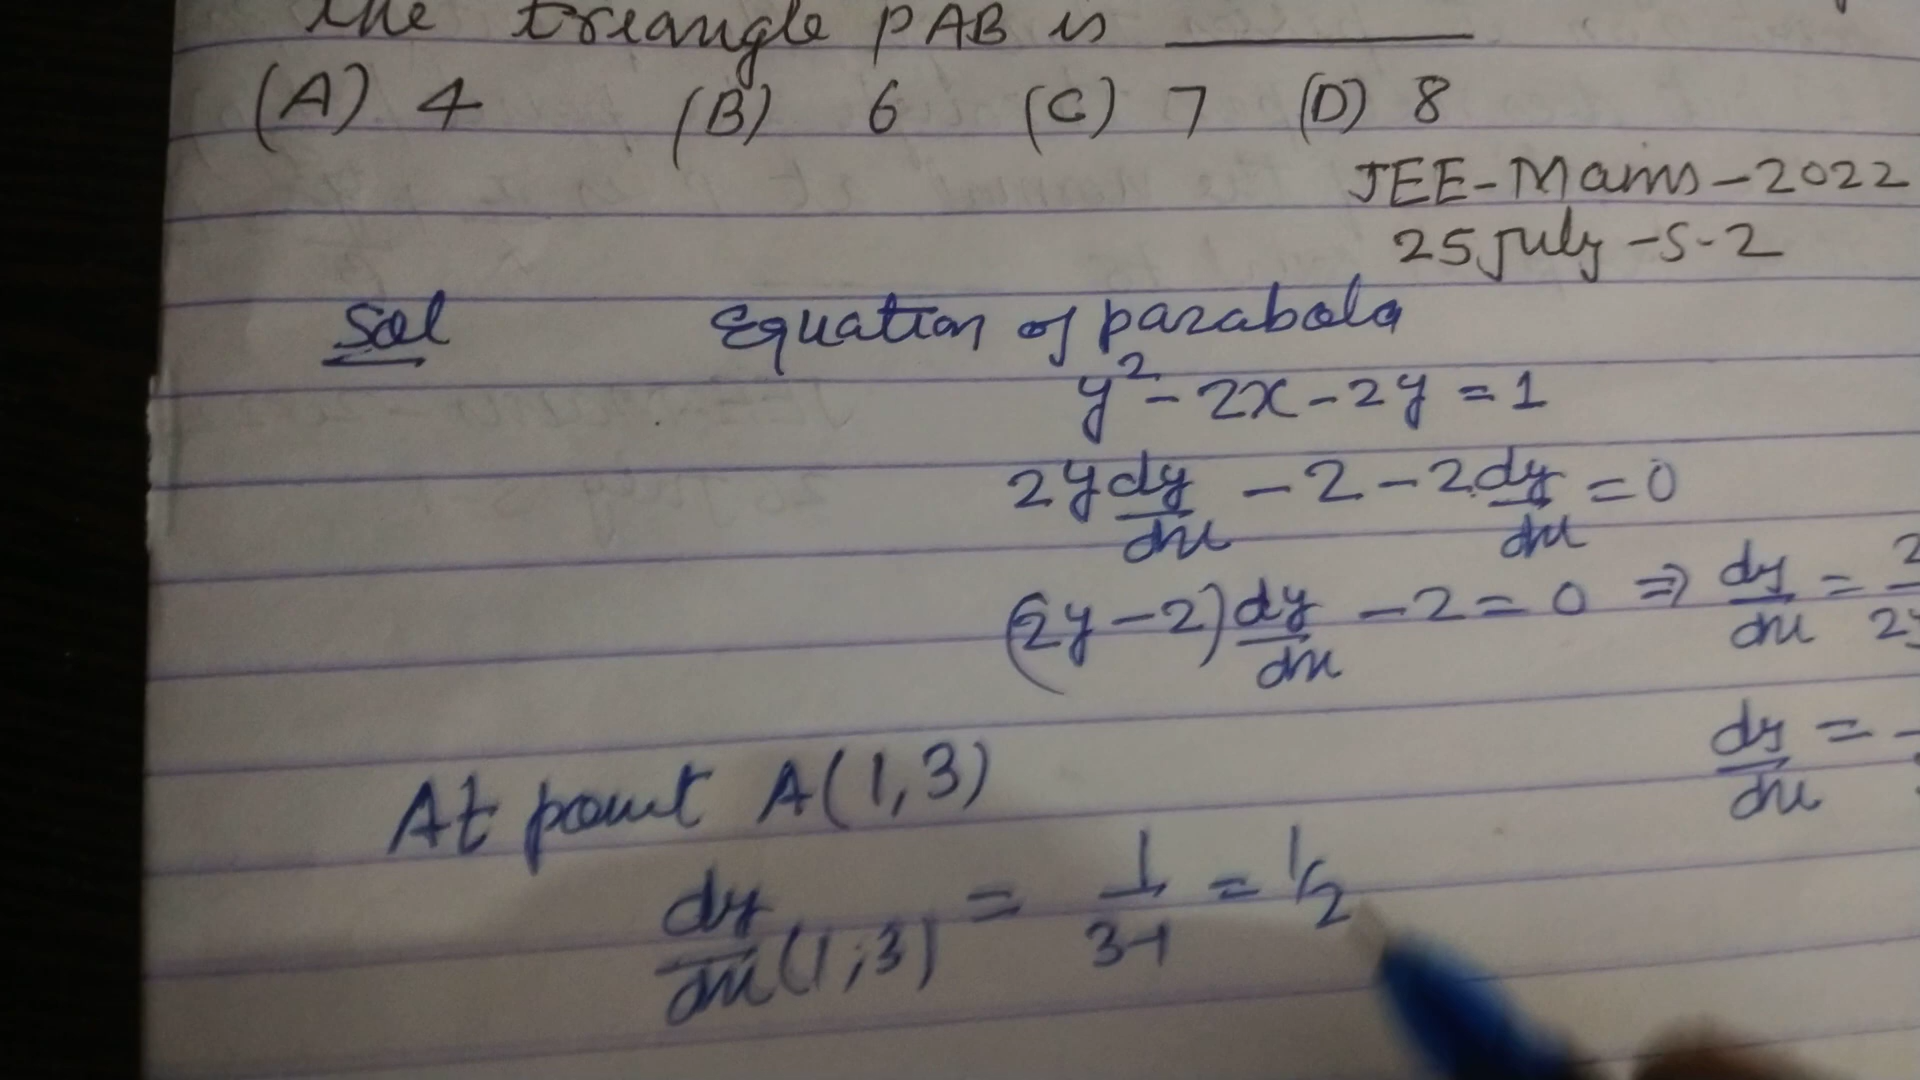 the triangle PAB is ______
(A) 4 (B) 6 (C) 7 (D) 8
JEE-Mains-2022
25 July -S-2
Sol Equation of parabola
y² - 2x - 2y = 1
2y dy/dx - 2 - 2 dy/dx = 0
(2y - 2) dy/dx - 2 = 0 ⇒ dy/dx = 2/2y
dy/dx =
At point A(1,3)
dy/dx (1,3) = 1/3-1 = 1/2